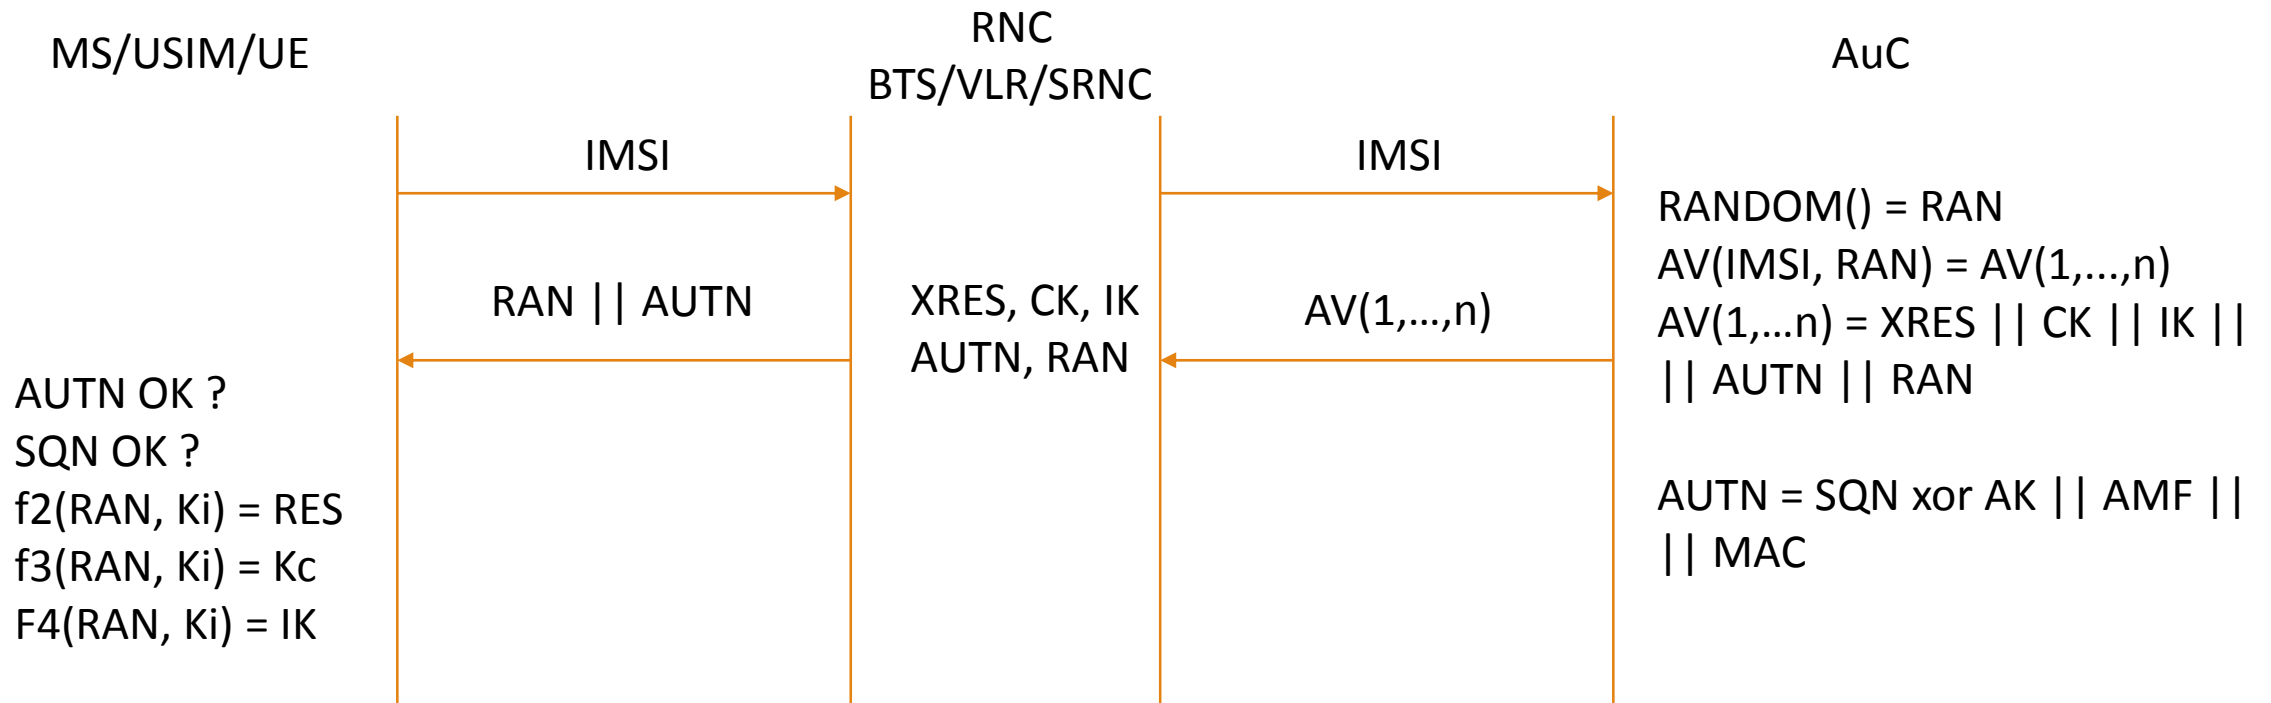 MS/USIM/UE
RNC
BTS/VLR/SRNC
AuC
IMSI
IMSI
RANDOM() = RAN
AV(IMSI, RAN) = AV(1,...,n)
AV(1,…n) = XRES || CK || IK ||
|| AUTN || RAN
RAN || AUTN
XRES, CK, IK
AUTN, RAN
AV(1,…,n)
AUTN OK ?
SQN OK ?
f2(RAN, Ki) = RES
f3(RAN, Ki) = Kc
F4(RAN, Ki) = IK
AUTN = SQN xor AK || AMF ||
|| MAC